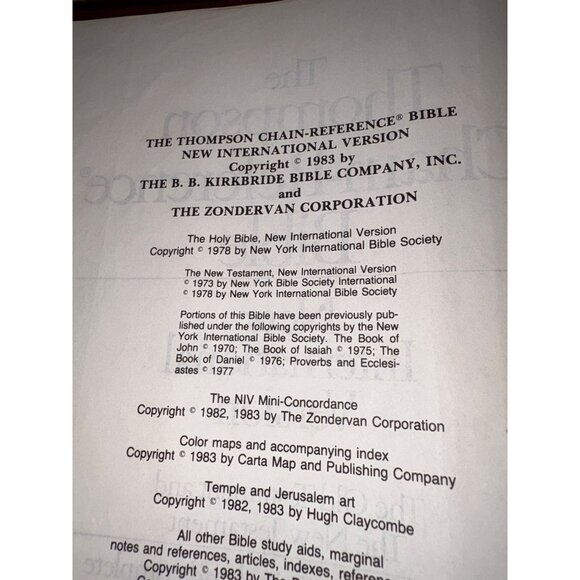 THE THOMPSON CHAIN-REFERENCE® BIBLE
NEW INTERNATIONAL VERSION
Copyright © 1983 by
THE B. B. KIRKBRIDE BIBLE COMPANY, INC.
and
THE ZONDERVAN CORPORATION
The Holy Bible, New International Version
Copyright © 1978 by New York International Bible Society
The New Testament, New International Version
© 1973 by New York Bible Society International
© 1978 by New York International Bible Society
Portions of this Bible have been previously pub-
lished under the following copyrights by the New
York International Bible Society. The Book of
John © 1970; The Book of Isaiah © 1975; The
Book of Daniel © 1976; Proverbs and Ecclesi-
astes © 1977
The NIV Mini-Concordance
Copyright © 1982, 1983 by The Zondervan Corporation
Color maps and accompanying index
Copyright © 1983 by Carta Map and Publishing Company
Temple and Jerusalem art
Copyright © 1982, 1983 by Hugh Claycombe
All other Bible study aids, marginal
notes and references, articles, indexes,
Copyright © 1983 by The